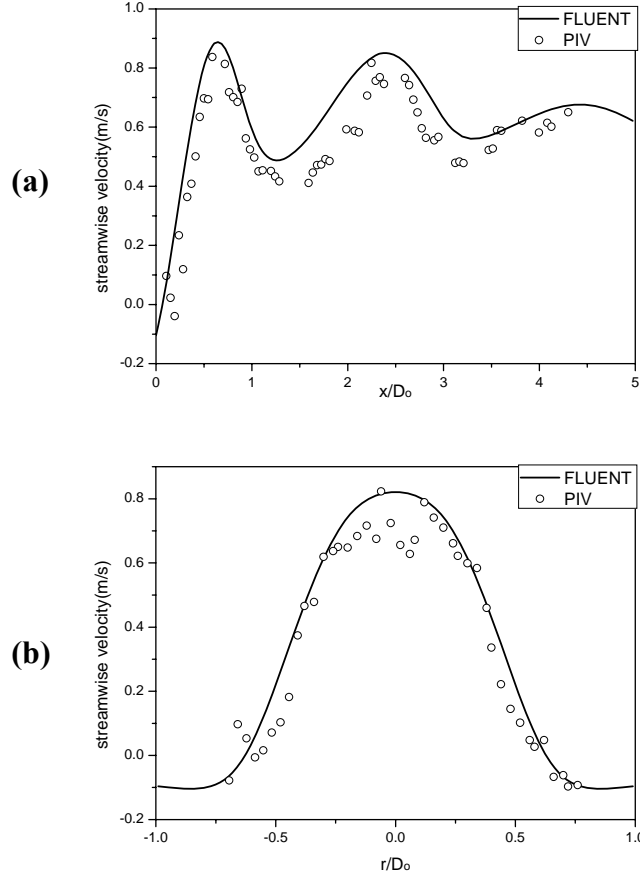 (a)
FLUENT
PIV
streamwise velocity(m/s)
1.0
0.8
0.6
0.4
0.2
0.0
-0.2
0 1 2 3 4 5
x/Do
(b)
FLUENT
PIV
streamwise velocity(m/s)
0.8
0.6
0.4
0.2
0.0
-0.2
-1.0 -0.5 0.0 0.5 1.0
r/Do